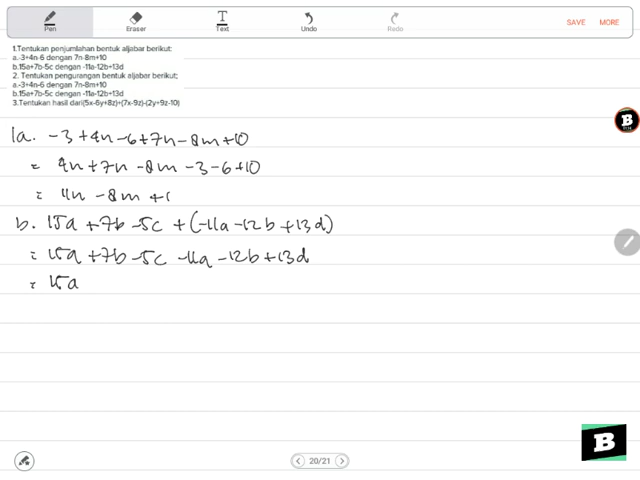 Pen Eraser Text Undo Redo SAVE MORE
1.Tentukan penjumlahan bentuk aljabar berikut:
a.-3+4n-6 dengan 7n-8m+10
b.15a+7b-5c dengan -11a-12b+13d
2. Tentukan pengurangan bentuk aljabar berikut;
a.-3+4n-6 dengan 7n-8m+10
b.15a+7b-5c dengan -11a-12b+13d
3.Tentukan hasil dari(5x-6y+8z)+(7x-9z)-(2y+9z-10)
1a. -3+4n-6+7n-8m+10
= 4n+7n-8m-3-6+10
= 11n-8m+1
b. 15a+7b-5c+(-11a-12b+13d)
= 15a+7b-5c-11a-12b+13d
= 15a
B
20/21
B